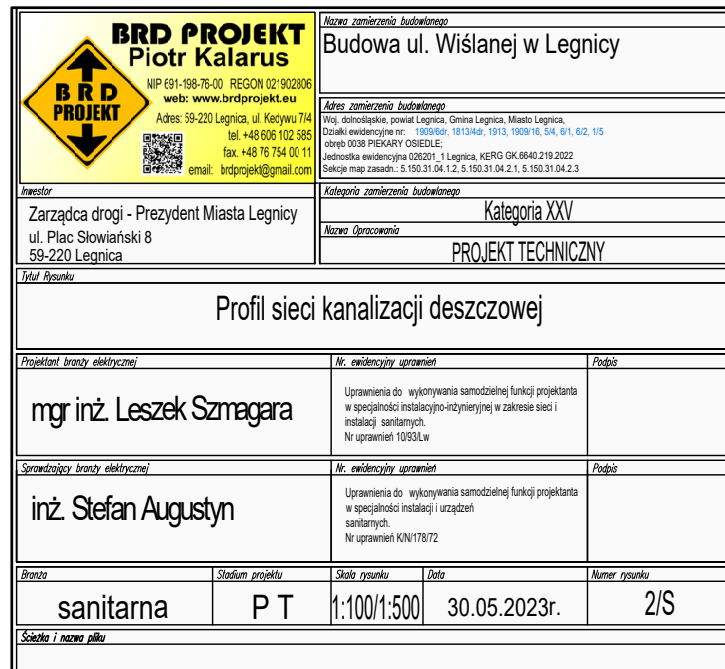 BRD PROJEKT
Piotr Kalarus
NIP 691-198-76-00 REGON 021902806
web: www.brdprojekt.eu
Adres: 59-220 Legnica, ul. Kedywu 7/4
tel. +48 606 102 585
fax. +48 76 754 00 11
email: brdprojekt@gmail.com
B R D
PROJEKT
Nazwa zamierzenia budowlanego
Budowa ul. Wiślanej w Legnicy
Adres zamierzenia budowlanego
Woj. dolnośląskie, powiat Legnica, Gmina Legnica, Miasto Legnica,
Działki ewidencyjne nr: 1909/6dr, 1813/4dr, 1913, 1909/16, 5/4, 6/1, 6/2, 1/5
obręb 0038 PIEKARY OSIEDLE;
Jednostka ewidencyjna 026201_1 Legnica, KERG GK.6640.219.2022
Sekcje map zasadn.: 5.150.31.04.1.2, 5.150.31.04.2.1, 5.150.31.04.2.3
Inwestor
Zarządca drogi - Prezydent Miasta Legnicy
ul. Plac Słowiański 8
59-220 Legnica
Kategoria zamierzenia budowlanego
Kategoria XXV
Nazwa Opracowania
PROJEKT TECHNICZNY
Tytuł Rysunku
Profil sieci kanalizacji deszczowej
Projektant branży elektrycznej
Nr. ewidencyjny uprawnień
Podpis
mgr inż. Leszek Szmagara
Uprawnienia do wykonywania samodzielnej funkcji projektanta
w specjalności instalacyjno-inżynieryjnej w zakresie sieci i
instalacji sanitarnych.
Nr uprawnień 10/93/Lw
Sprawdzający branży elektrycznej
Nr. ewidencyjny uprawnień
Podpis
inż. Stefan Augustyn
Uprawnienia do wykonywania samodzielnej funkcji projektanta
w specjalności instalacji i urządzeń
sanitarnych.
Nr uprawnień K/N/178/72
Branża
Stadium projektu
Skala rysunku
Data
Numer rysunku
sanitarna
P T
1:100/1:500
30.05.2023r.
2/S
Ścieżka i nazwa pliku